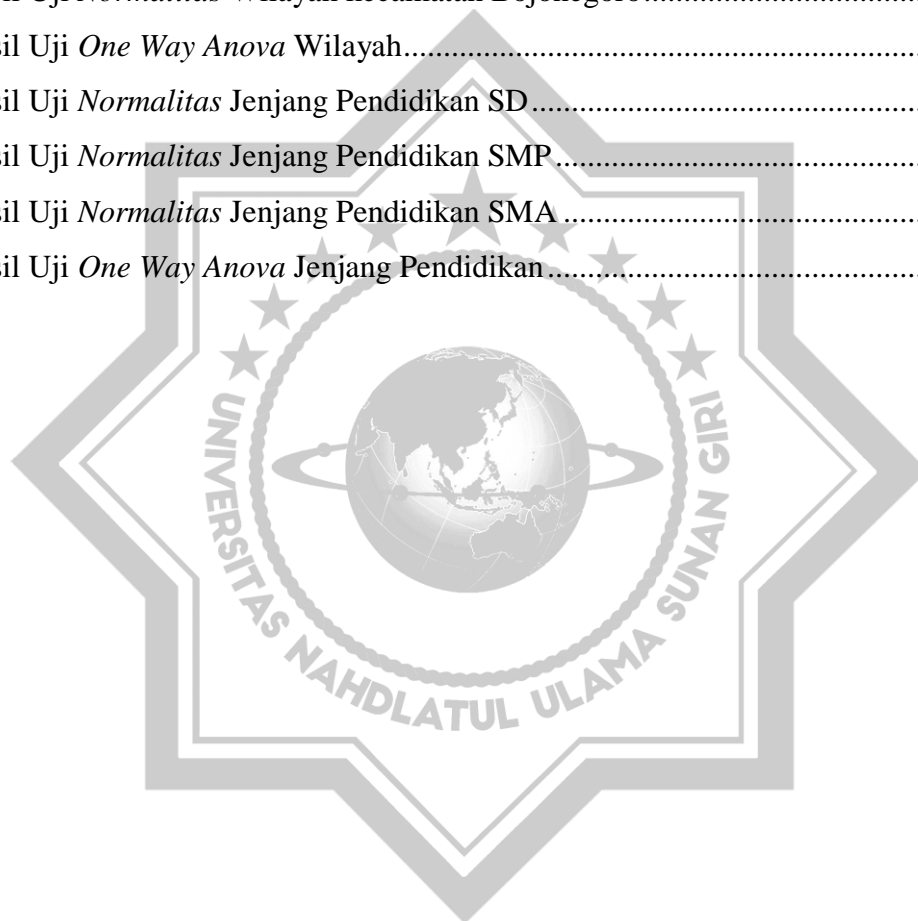 sil Uji Normalitas Wilayah kecamatan Bojonegoro..............................
sil Uji One Way Anova Wilayah..............................................................
sil Uji Normalitas Jenjang Pendidikan SD..............................................
sil Uji Normalitas Jenjang Pendidikan SMP...........................................
sil Uji Normalitas Jenjang Pendidikan SMA ..........................................
sil Uji One Way Anova Jenjang Pendidikan............................................
UNIVERSITAS NAHDLATUL ULAMA SUNAN GIRI